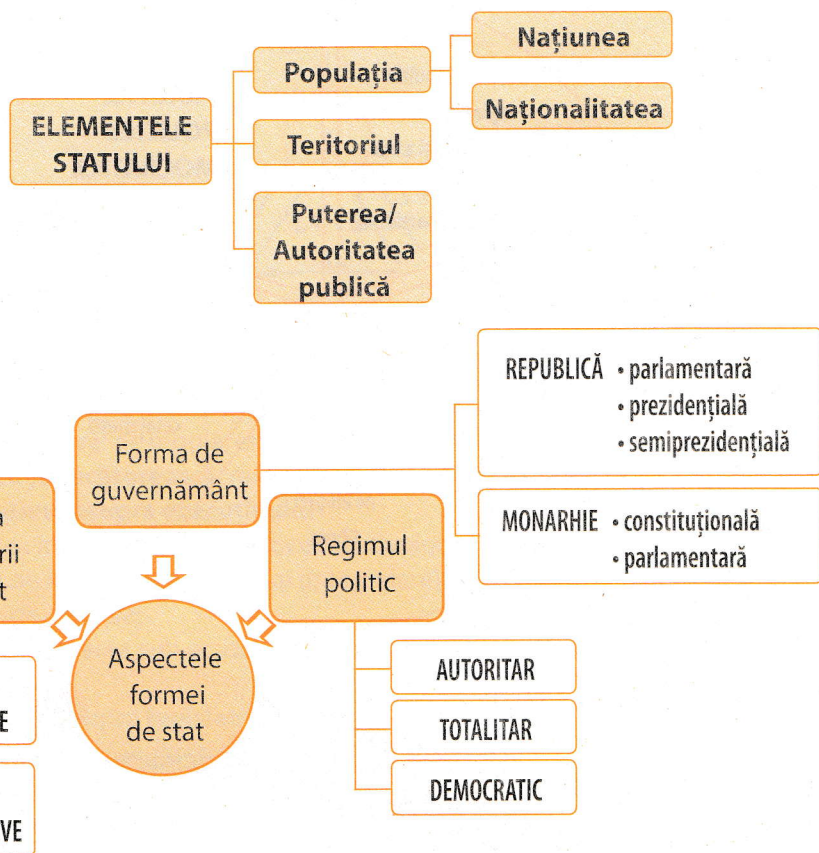 Națiunea
Populația
Naționalitatea
ELEMENTELE
STATULUI
Teritoriul
Puterea/
Autoritatea
publică
REPUBLICĂ • parlamentară
• prezidențială
• semiprezidențială
Forma de
guvernământ
MONARHIE • constituțională
• parlamentară
Regimul
politic
Aspectele
formei
de stat
AUTORITAR
TOTALITAR
DEMOCRATIC